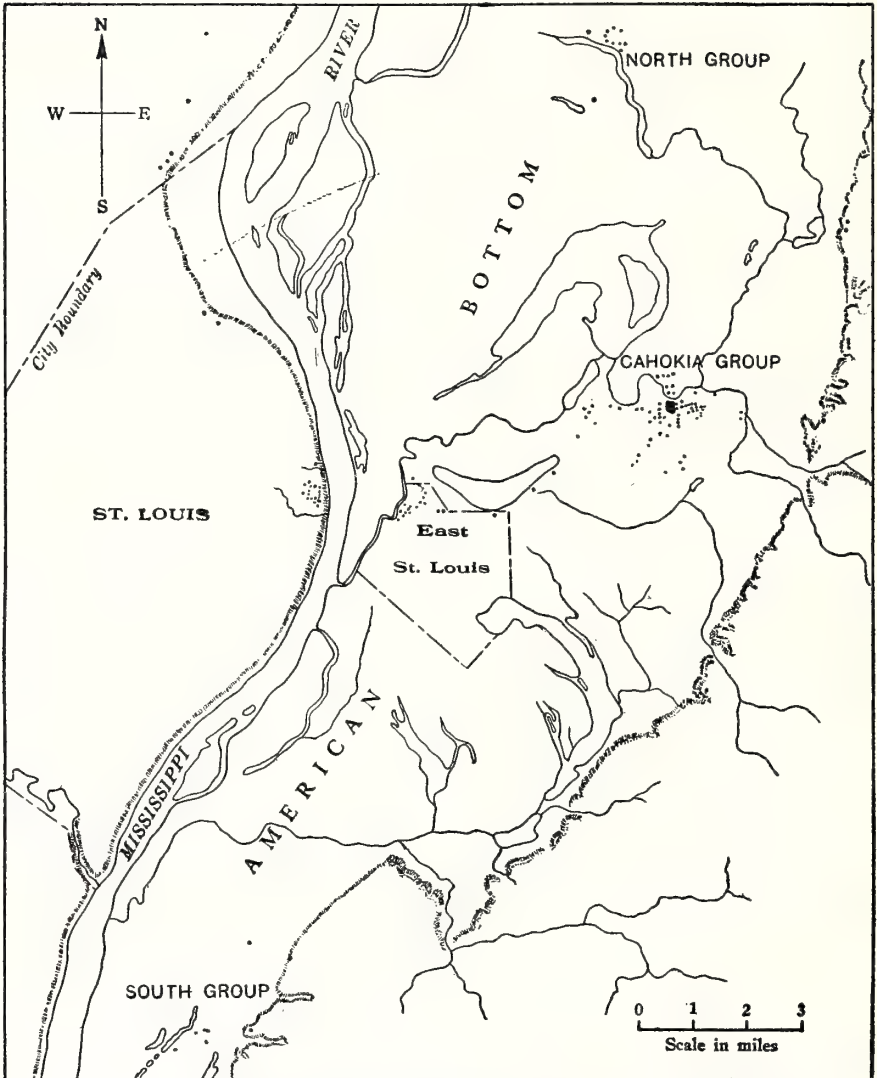 N
W E
S
RIVER
NORTH GROUP
BOTTOM
City Boundary
CAHOKIA GROUP
ST. LOUIS
East
St. Louis
AMERICAN
MISSISSIPPI
SOUTH GROUP
0 1 2 3
Scale in miles